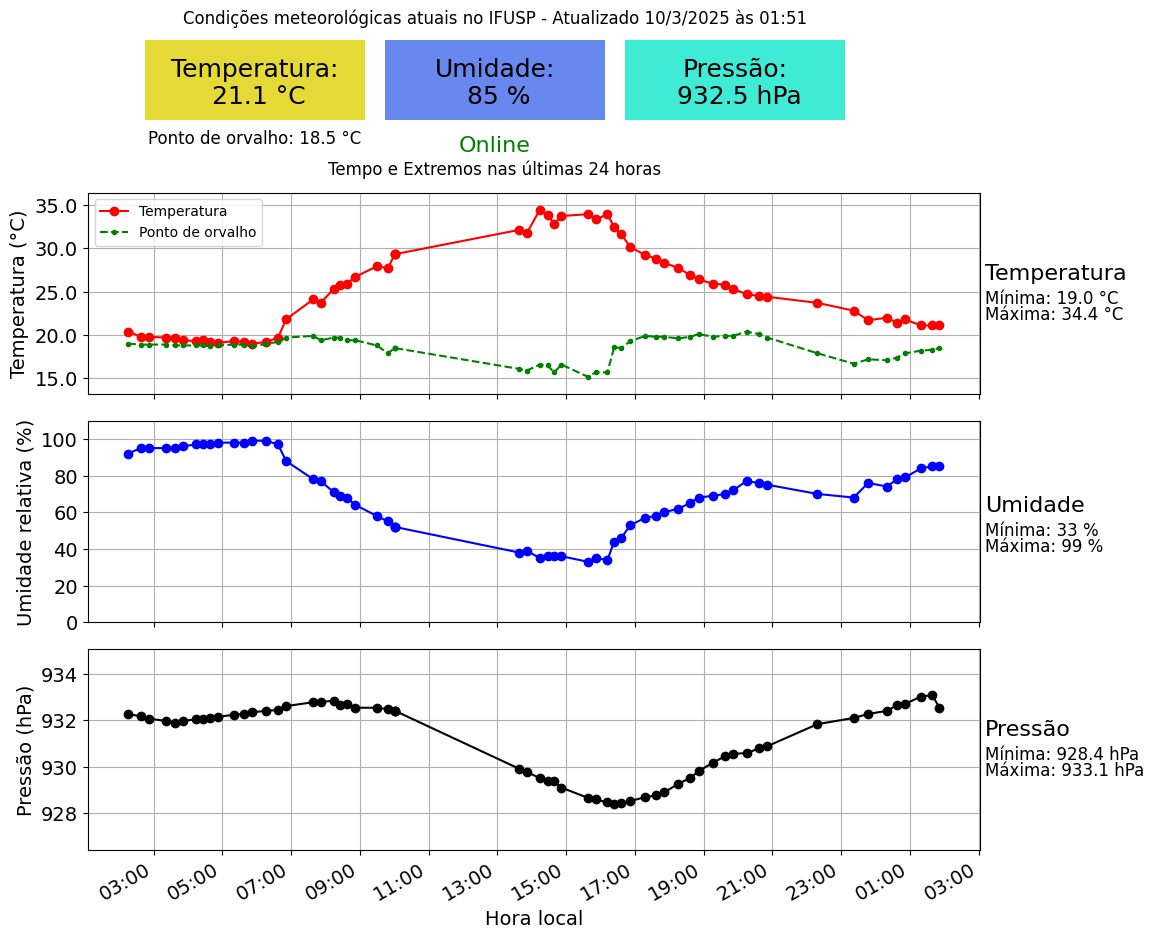 Condições meteorológicas atuais no IFUSP - Atualizado 10/3/2025 às 01:51
Temperatura:
21.1 °C
Umidade:
85 %
Pressão:
932.5 hPa
Ponto de orvalho: 18.5 °C
Online
Tempo e Extremos nas últimas 24 horas
Temperatura (°C)
35.0
30.0
25.0
20.0
15.0
Temperatura
Ponto de orvalho
Temperatura
Mínima: 19.0 °C
Máxima: 34.4 °C
Umidade relativa (%)
100
80
60
40
20
0
Umidade
Mínima: 33 %
Máxima: 99 %
Pressão (hPa)
934
932
930
928
Pressão
Mínima: 928.4 hPa
Máxima: 933.1 hPa
03:00 05:00 07:00 09:00 11:00 13:00 15:00 17:00 19:00 21:00 23:00 01:00 03:00
Hora local